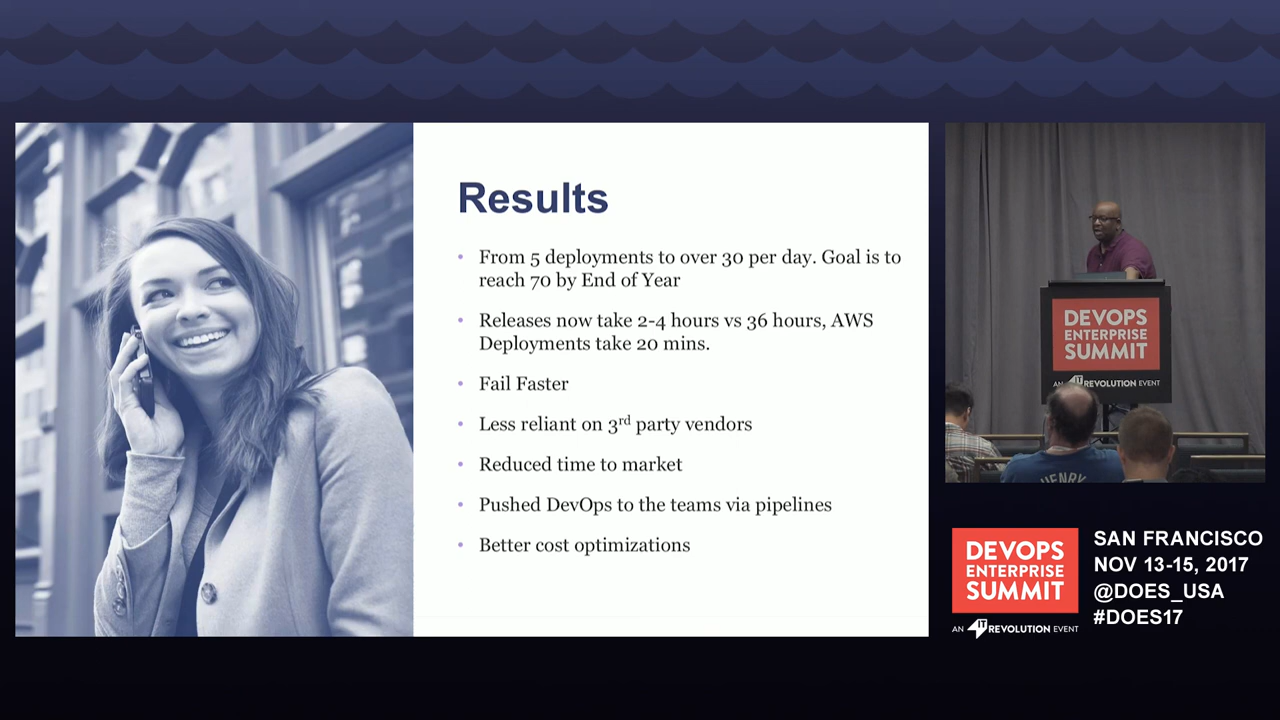 Results
• From 5 deployments to over 30 per day. Goal is to
reach 70 by End of Year
• Releases now take 2-4 hours vs 36 hours, AWS
Deployments take 20 mins.
• Fail Faster
• Less reliant on 3rd party vendors
• Reduced time to market
• Pushed DevOps to the teams via pipelines
• Better cost optimizations
DEVOPS
ENTERPRISE
SUMMIT
AN IT REVOLUTION EVENT
HENRY
DEVOPS
ENTERPRISE
SUMMIT
AN IT REVOLUTION EVENT
SAN FRANCISCO
NOV 13-15, 2017
@DOES_USA
#DOES17